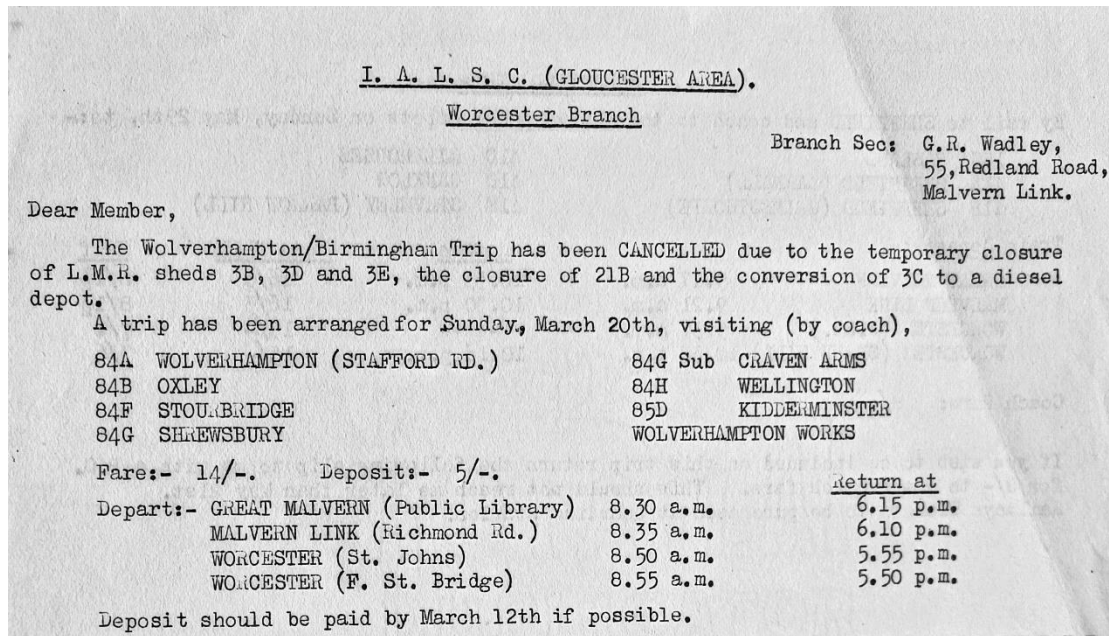 I. A. L. S. C. (GLOUCESTER AREA).
Worcester Branch
Branch Sec: G.R. Wadley,
55, Redland Road,
Malvern Link.
Dear Member,
The Wolverhampton/Birmingham Trip has been CANCELLED due to the temporary closure
of L.M.R. sheds 3B, 3D and 3E, the closure of 21B and the conversion of 3C to a diesel
depot.
A trip has been arranged for Sunday, March 20th, visiting (by coach),
84A WOLVERHAMPTON (STAFFORD RD.) 84G Sub CRAVEN ARMS
84B OXLEY 84H WELLINGTON
84F STOURBRIDGE 85D KIDDERMINSTER
84G SHREWSBURY WOLVERHAMPTON WORKS
Fare:- 14/-. Deposit:- 5/-.
Return at
Depart:- GREAT MALVERN (Public Library) 8.30 a.m. 6.15 p.m.
MALVERN LINK (Richmond Rd.) 8.35 a.m. 6.10 p.m.
WORCESTER (St. Johns) 8.50 a.m. 5.55 p.m.
WORCESTER (F. St. Bridge) 8.55 a.m. 5.50 p.m.
Deposit should be paid by March 12th if possible.